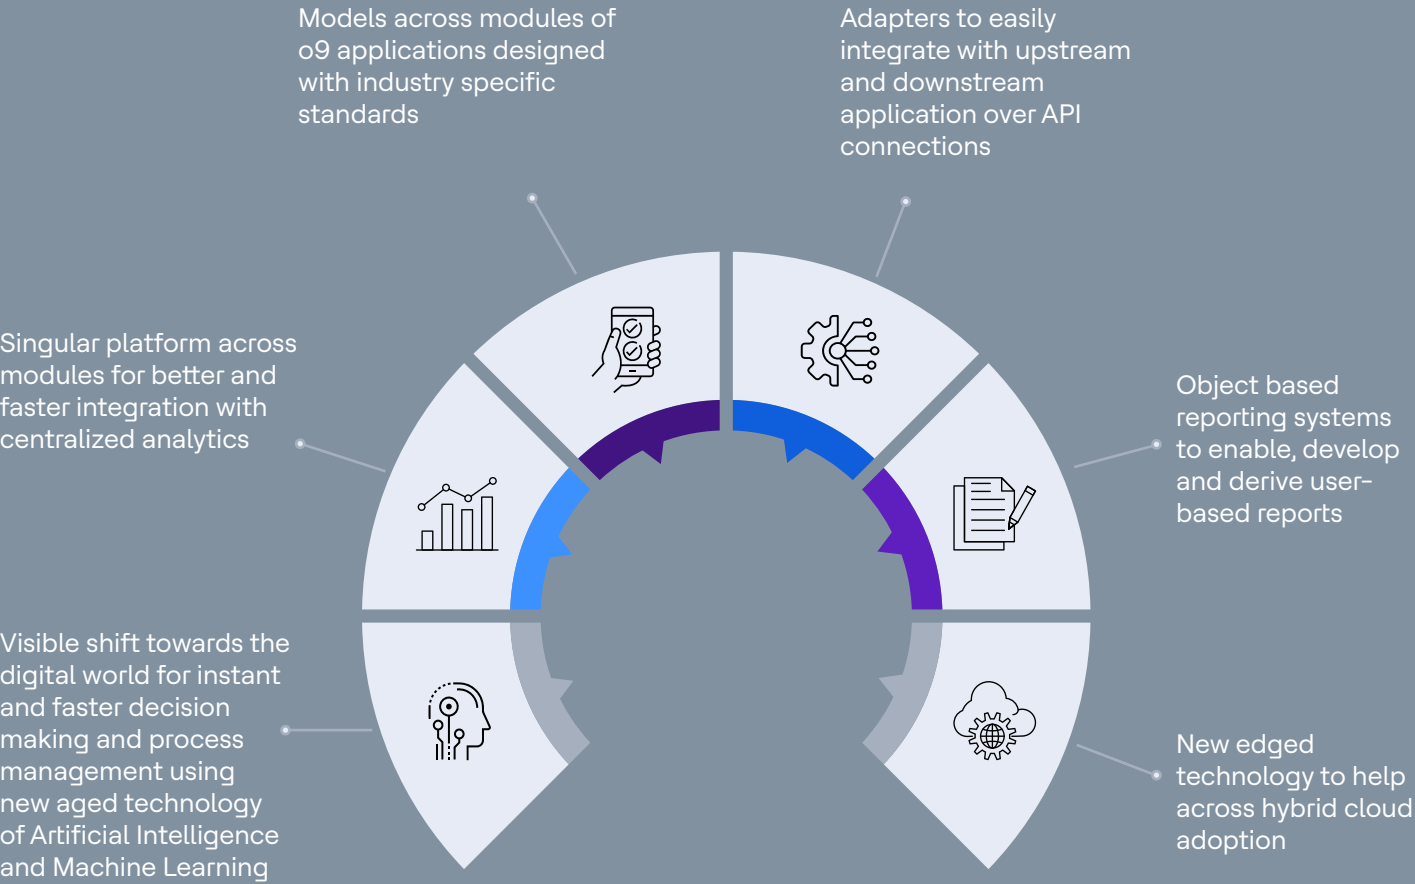 Models across modules of
o9 applications designed
with industry specific
standards
Adapters to easily
integrate with upstream
and downstream
application over API
connections
Singular platform across
modules for better and
faster integration with
centralized analytics
Object based
reporting systems
to enable, develop
and derive user-
based reports
Visible shift towards the
digital world for instant
and faster decision
making and process
management using
new aged technology
of Artificial Intelligence
and Machine Learning
New edged
technology to help
across hybrid cloud
adoption